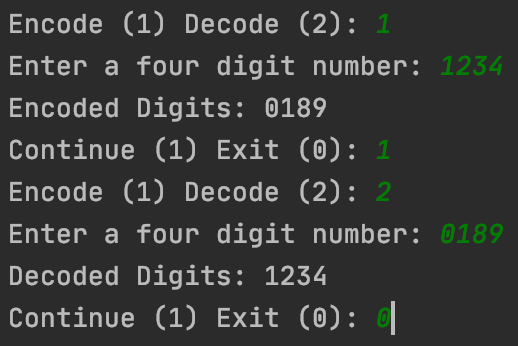 Encode (1) Decode (2): 1
Enter a four digit number: 1234
Encoded Digits: 0189
Continue (1) Exit (0): 1
Encode (1) Decode (2): 2
Enter a four digit number: 0189
Decoded Digits: 1234
Continue (1) Exit (0): 0